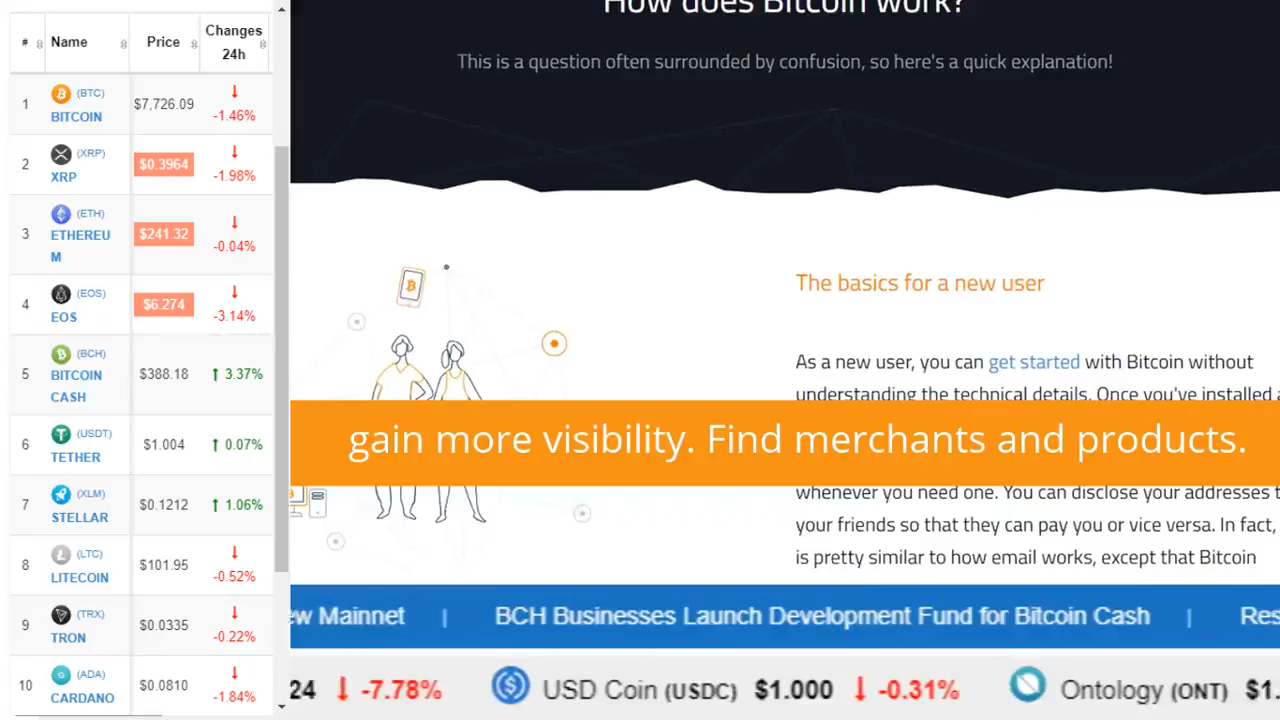 # Name Price Changes 24h
1 (BTC) BITCOIN $7,726.09 ↓ -1.46%
2 (XRP) XRP $0.3964 ↓ -1.98%
3 (ETH) ETHEREUM $241.32 ↓ -0.04%
4 (EOS) EOS $6.274 ↓ -3.14%
5 (BCH) BITCOIN CASH $388.18 ↑ 3.37%
6 (USDT) TETHER $1.004 ↑ 0.07%
7 (XLM) STELLAR $0.1212 ↑ 1.06%
8 (LTC) LITECOIN $101.95 ↓ -0.52%
9 (TRX) TRON $0.0335 ↓ -0.22%
10 (ADA) CARDANO $0.0810 ↓ -1.84%
How does Bitcoin work?
This is a question often surrounded by confusion, so here's a quick explanation!
The basics for a new user
As a new user, you can get started with Bitcoin without
understanding the technical details. Once you've installed a
gain more visibility. Find merchants and products.
whenever you need one. You can disclose your addresses t
your friends so that they can pay you or vice versa. In fact,
is pretty similar to how email works, except that Bitcoin
ew Mainnet | BCH Businesses Launch Development Fund for Bitcoin Cash | Res
24 ↓ -7.78% USD Coin (USDC) $1.000 ↓ -0.31% Ontology (ONT) $1.